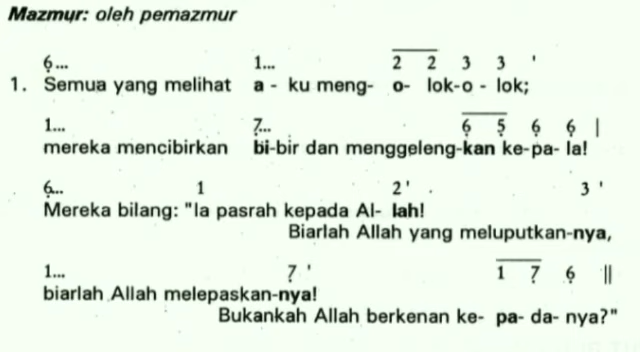 Mazmur: oleh pemazmur
6̣... 1... 2 2 3 3 '
1. Semua yang melihat a - ku meng- o- lok-o - lok;
1... 7̣... 6̣ 5̣ 6̣ 6̣ |
mereka mencibirkan bi-bir dan menggeleng-kan ke-pa- la!
6̣... 1 2' 3 '
Mereka bilang: "Ia pasrah kepada Al- lah!
Biarlah Allah yang meluputkan-nya,
1... 7̣ ' 1 7̣ 6̣ ||
biarlah Allah melepaskan-nya!
Bukankah Allah berkenan ke- pa- da- nya?"